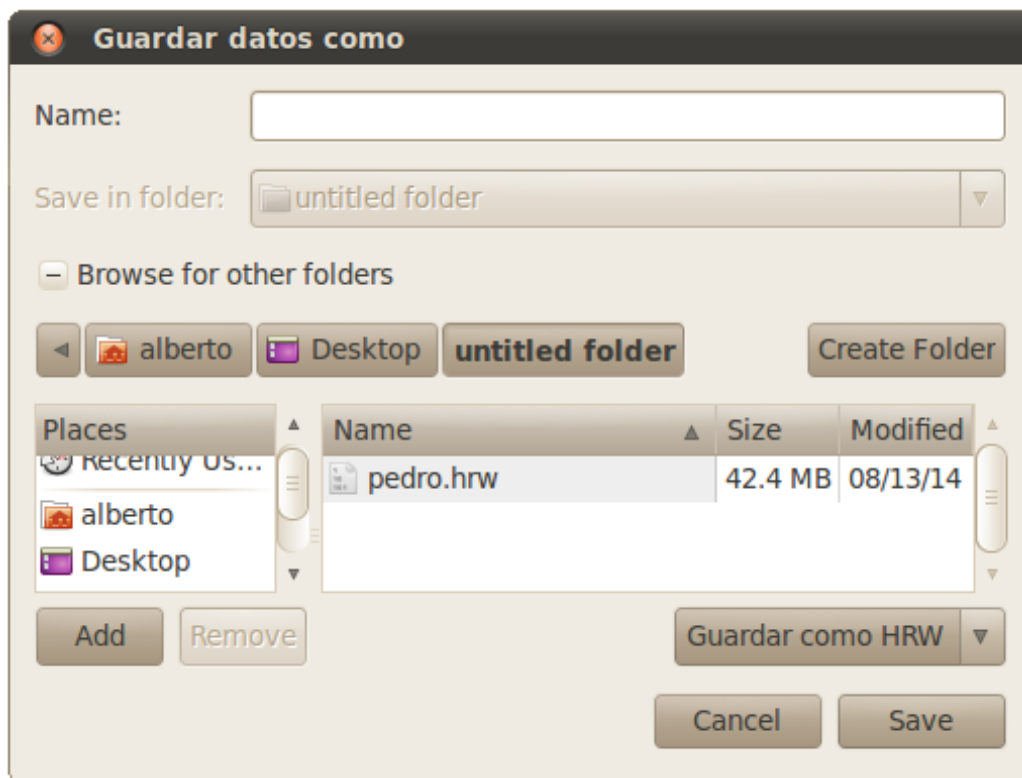 Guardar datos como
Name:
Save in folder: untitled folder
Browse for other folders
alberto Desktop untitled folder Create Folder
Places Name Size Modified
Recently Us... pedro.hrw 42.4 MB 08/13/14
alberto
Desktop
Add Remove Guardar como HRW
Cancel Save